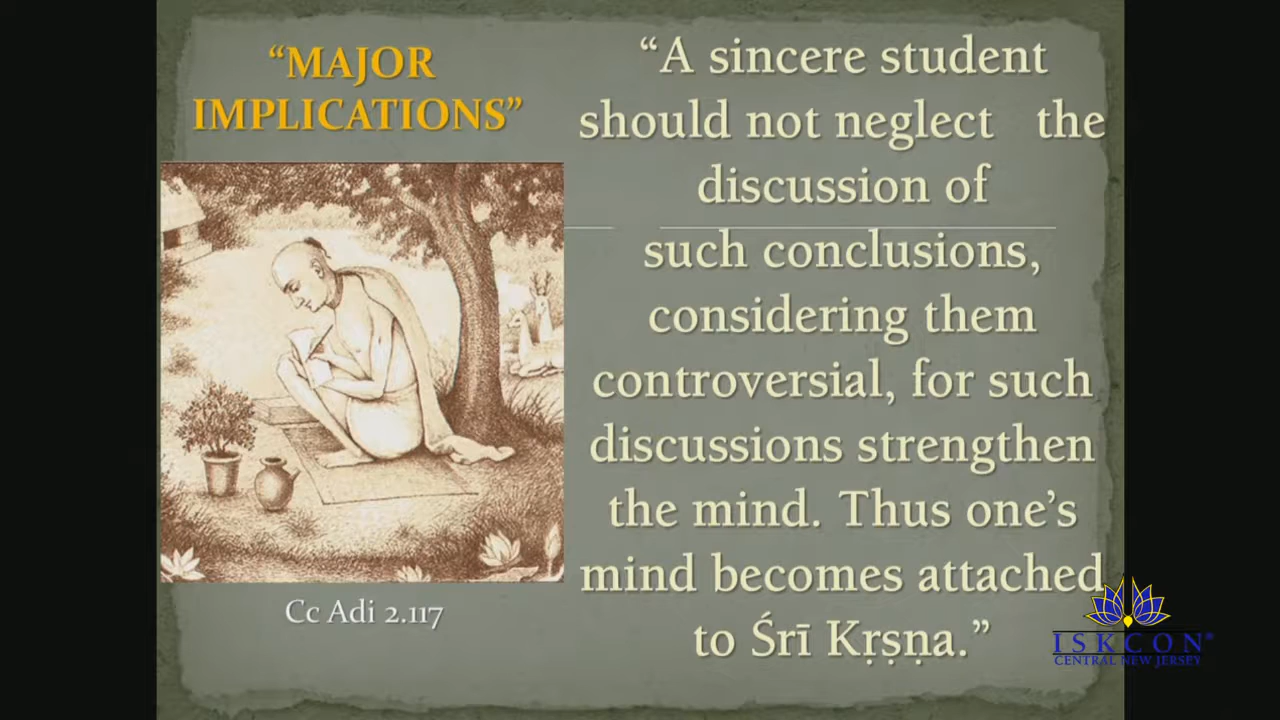 “MAJOR
IMPLICATIONS”
Cc Adi 2.117
“A sincere student
should not neglect the
discussion of
such conclusions,
considering them
controversial, for such
discussions strengthen
the mind. Thus one’s
mind becomes attached
to Śrī Kṛṣṇa.”
ISKCON®
CENTRAL NEW JERSEY